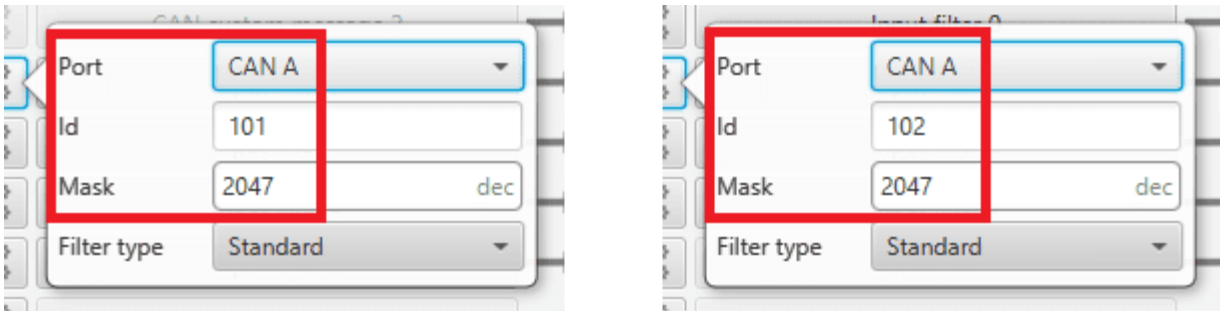 Port CAN A
Id 101
Mask 2047 dec
Filter type Standard
Port CAN A
Id 102
Mask 2047 dec
Filter type Standard